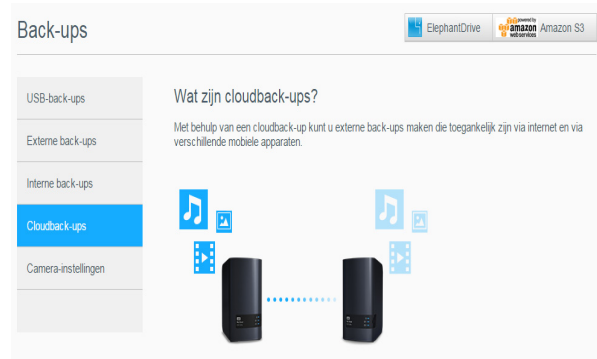 Back-ups
ElephantDrive
powered by
amazon
webservices
Amazon S3
USB-back-ups
Externe back-ups
Interne back-ups
Cloudback-ups
Camera-instellingen
Wat zijn cloudback-ups?
Met behulp van een cloudback-up kunt u externe back-ups maken die toegankelijk zijn via internet en via
verschillende mobiele apparaten.